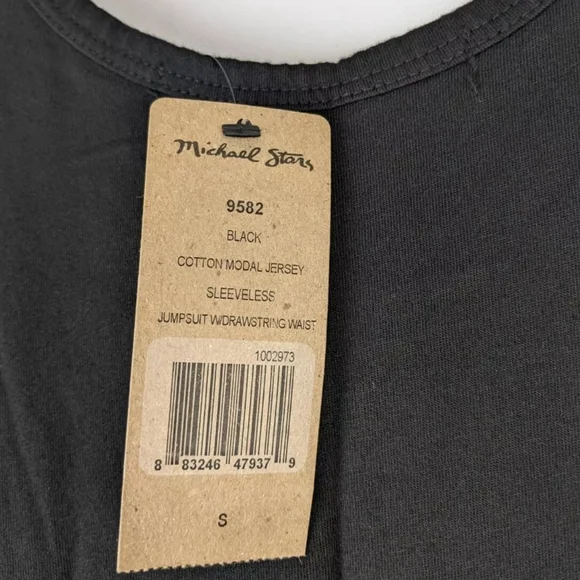 Michael Stars
9582
BLACK
COTTON MODAL JERSEY
SLEEVELESS
JUMPSUIT W/DRAWSTRING WAIST
1002973
8 83246 47937 9
S